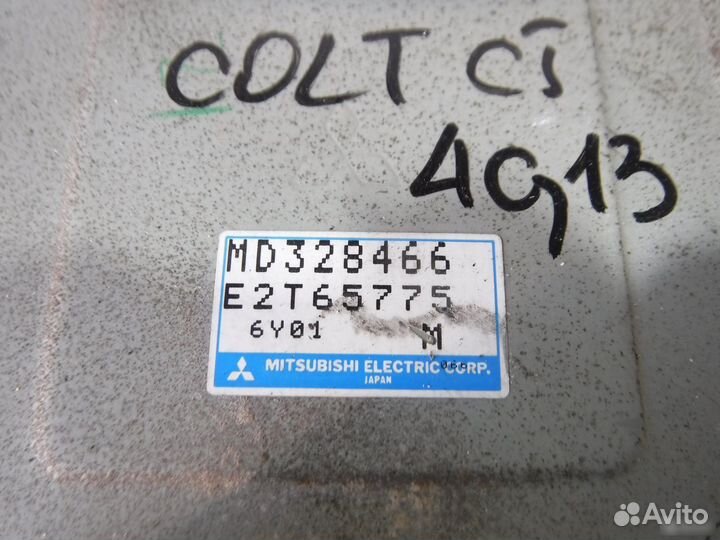 COLT CJ
4G13
MD328466
E2T65775
6Y01 M
MITSUBISHI ELECTRIC CORP.
JAPAN
Avito